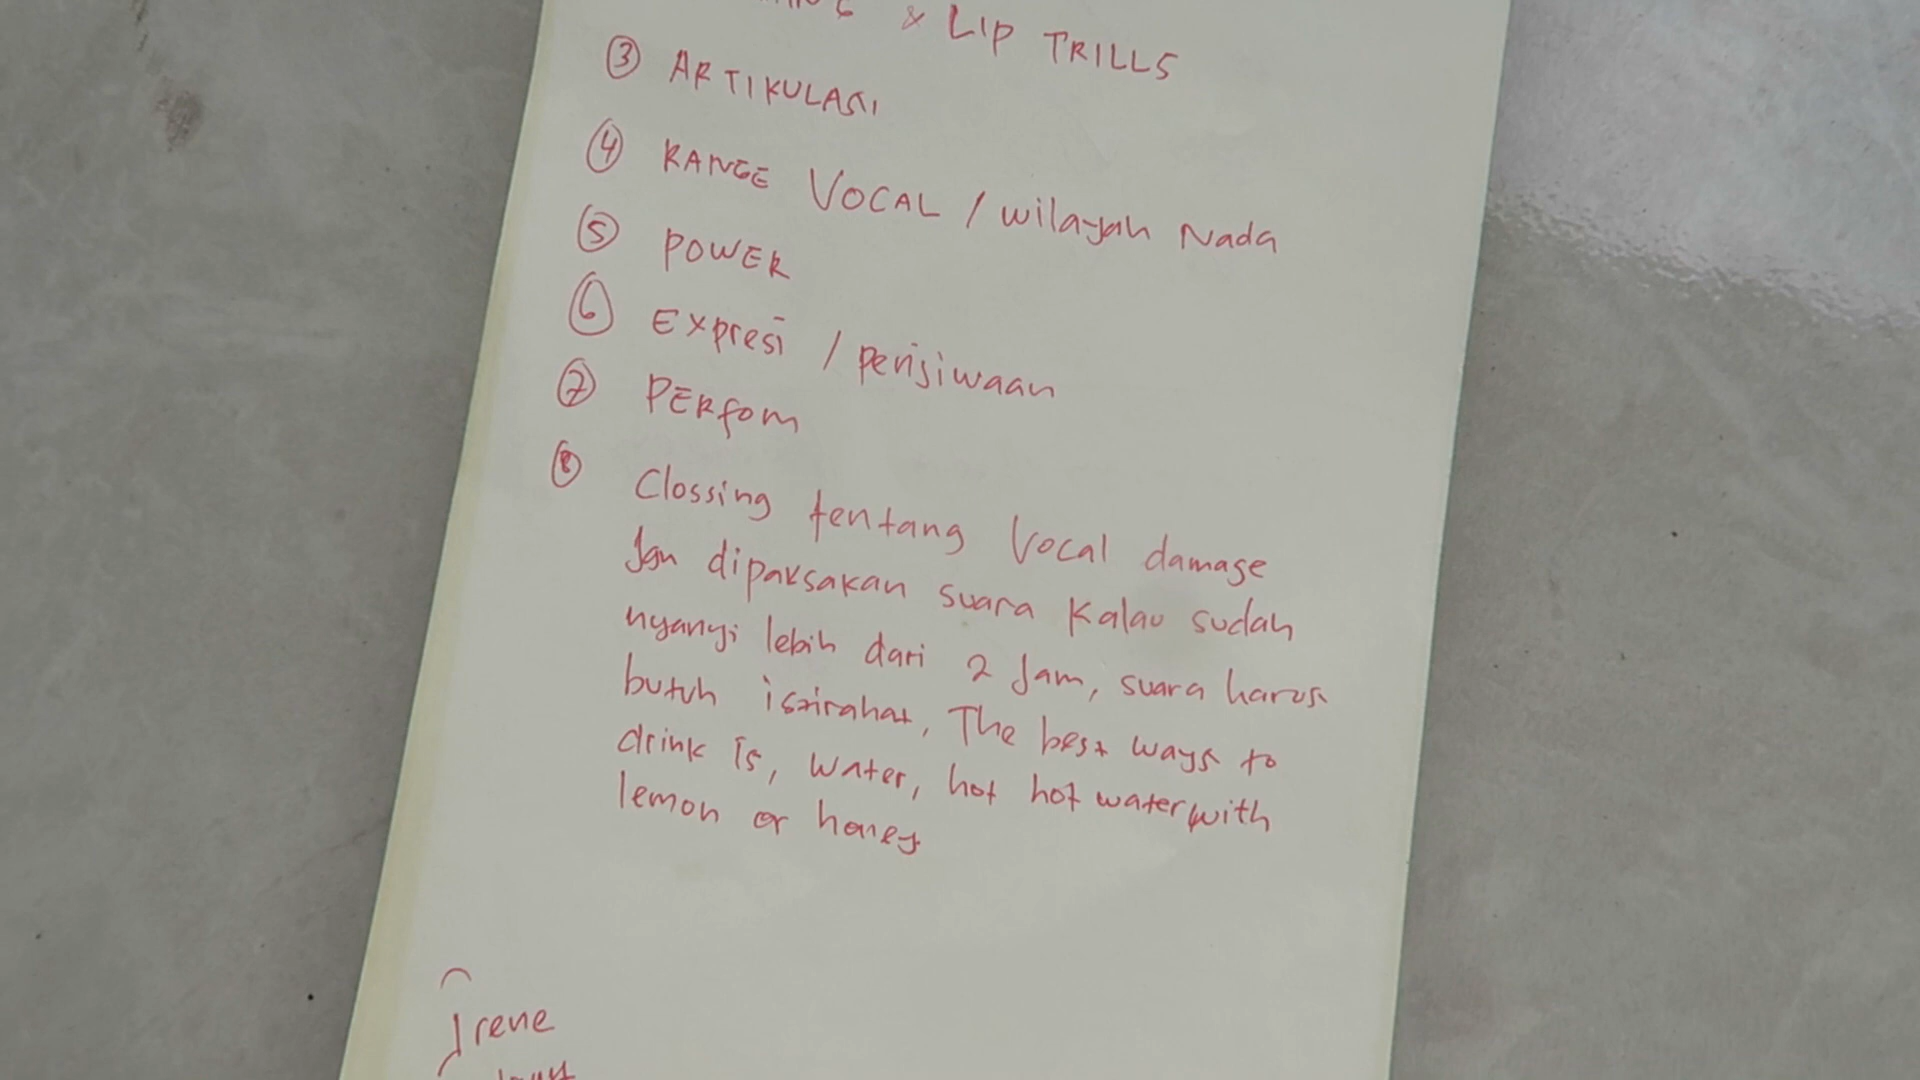 & LIP TRILLS
③ ARTIKULASI
④ RANGE VOCAL / wilayah Nada
⑤ POWER
⑥ Expresi / penjiwaan
⑦ PERfom
⑧ Clossing tentang Vocal damage
Jgn dipaksakan suara Kalau sudah
nyanyi lebih dari 2 Jam, suara harus
butuh istirahat, The best ways to
drink is, water, hot hot water with
lemon or honey
Irene